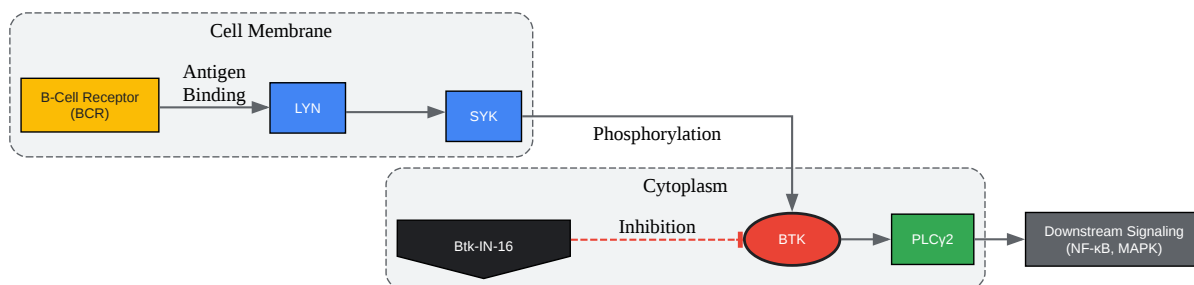 Cell Membrane
Antigen
Binding
B-Cell Receptor
(BCR)
LYN
SYK
Phosphorylation
Cytoplasm
Btk-IN-16
Inhibition
BTK
PLCγ2
Downstream Signaling
(NF-κB, MAPK)